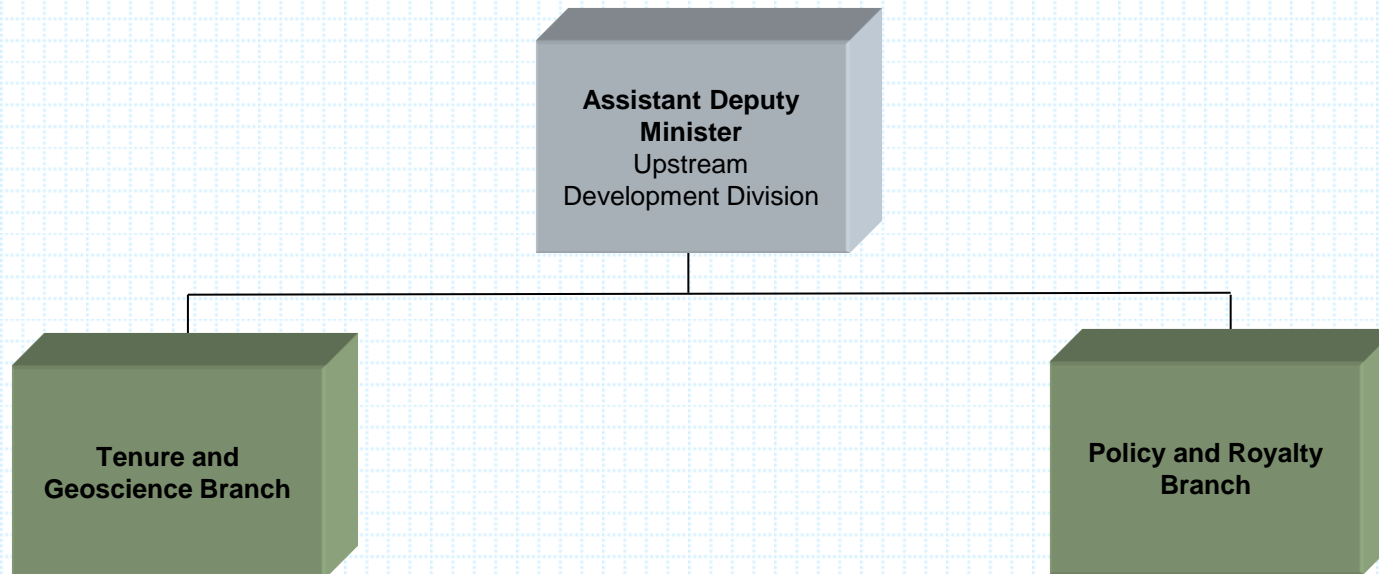 Assistant Deputy
Minister
Upstream
Development Division
Tenure and
Geoscience Branch
Policy and Royalty
Branch